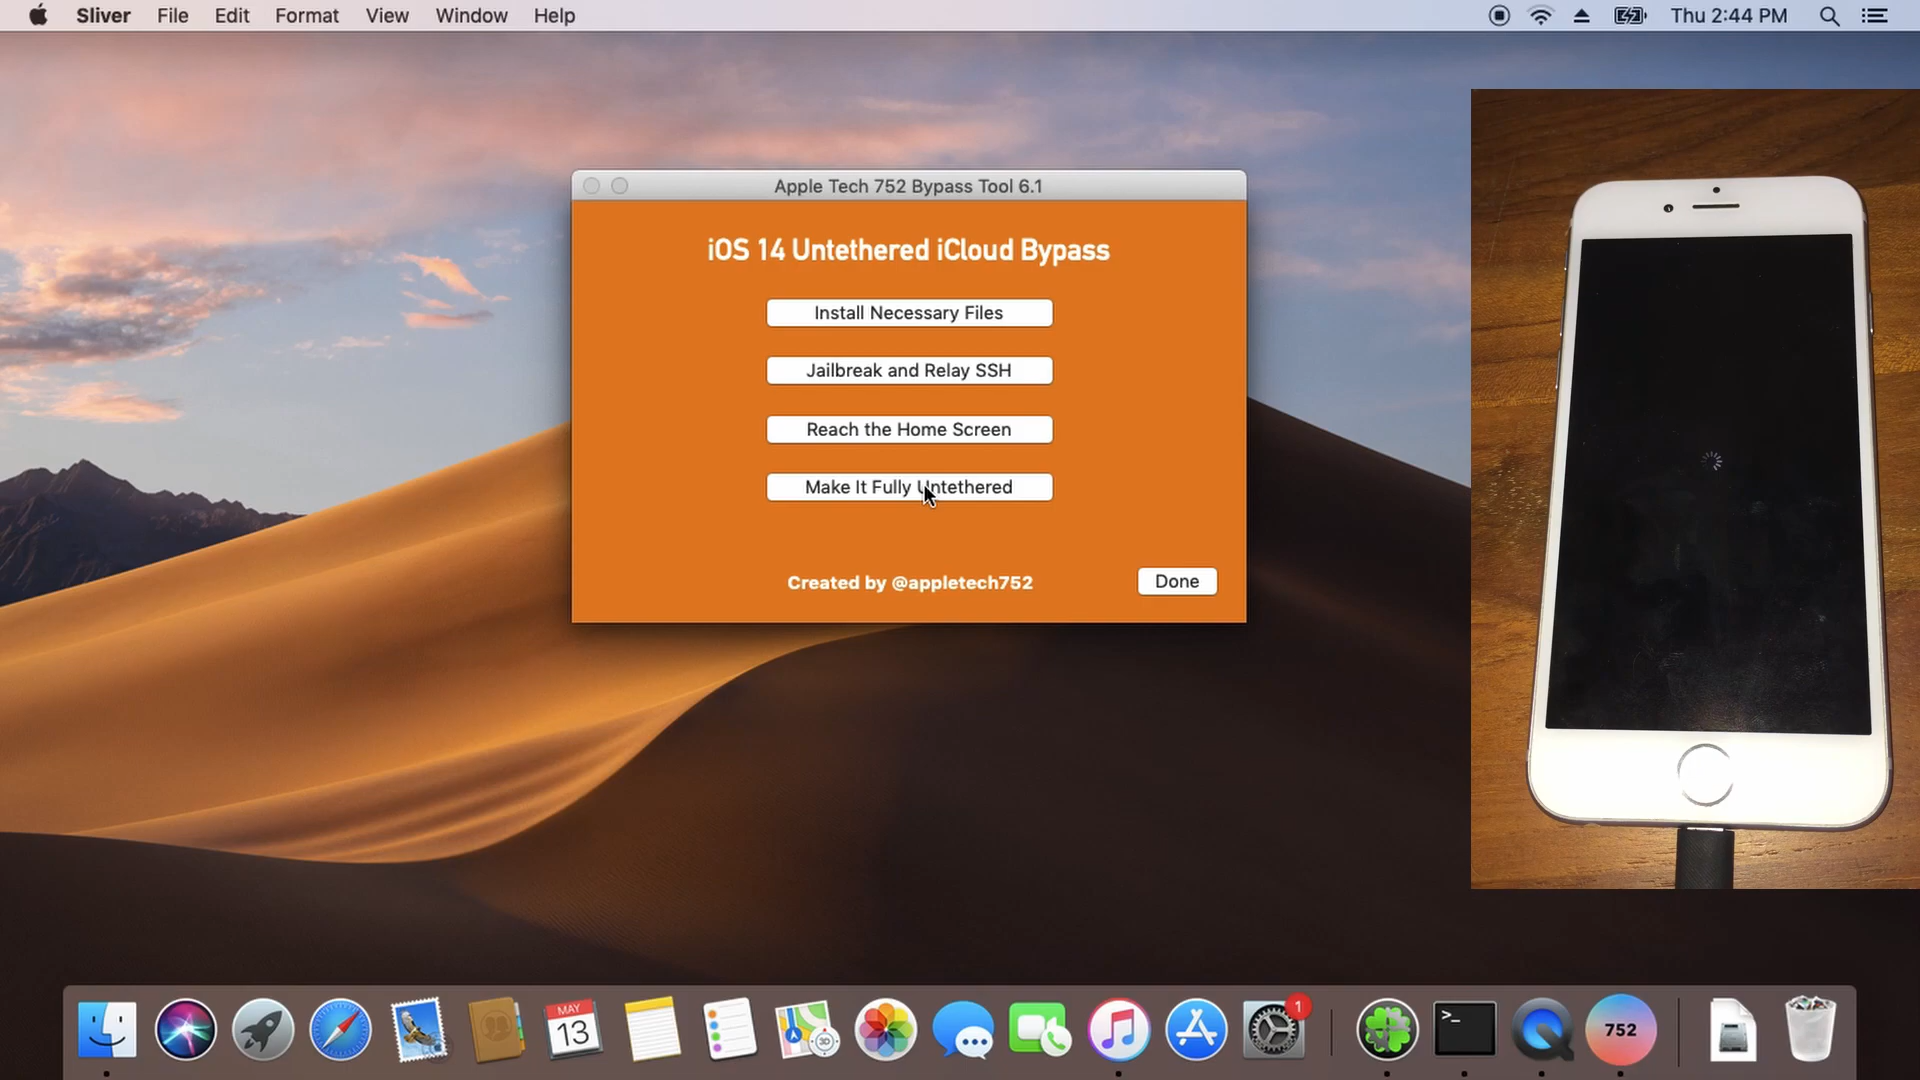 Sliver File Edit Format View Window Help Thu 2:44 PM
Apple Tech 752 Bypass Tool 6.1
iOS 14 Untethered iCloud Bypass
Install Necessary Files
Jailbreak and Relay SSH
Reach the Home Screen
Make It Fully Untethered
Created by @appletech752
Done
MAY
13
3D
1
>_
752